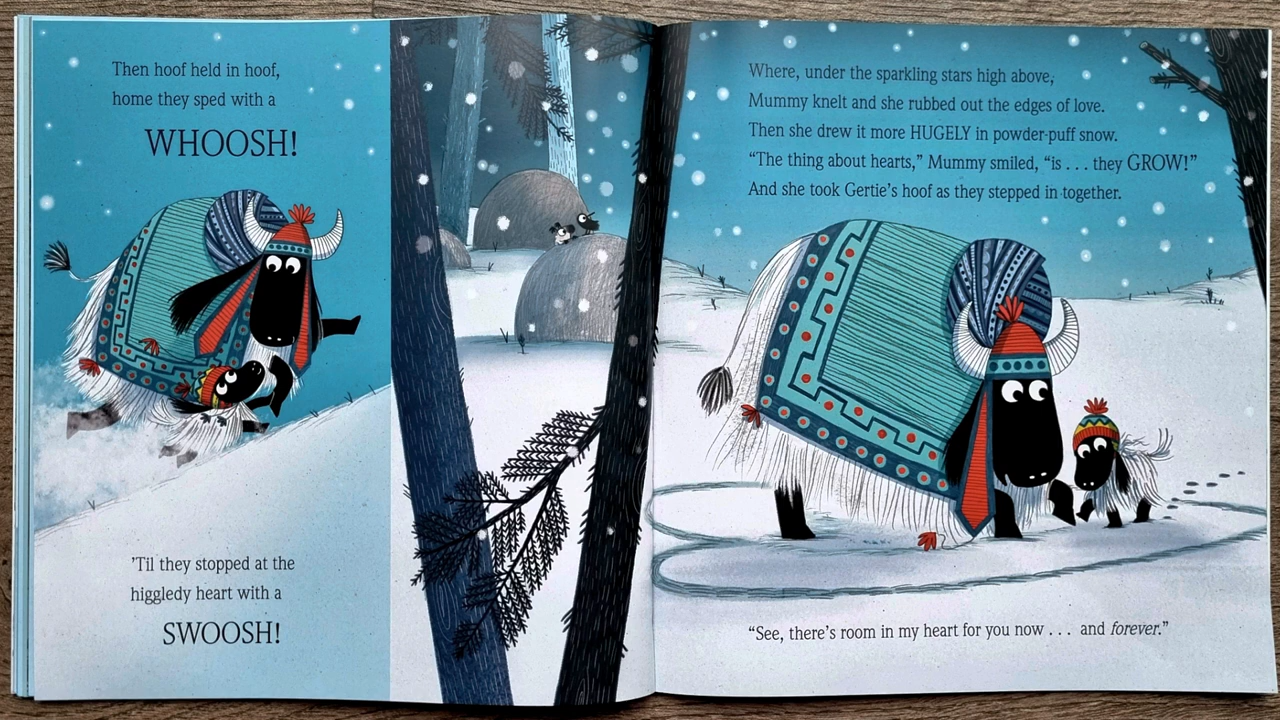 Then hoof held in hoof,
home they sped with a
WHOOSH!
’Til they stopped at the
higgledy heart with a
SWOOSH!
Where, under the sparkling stars high above,
Mummy knelt and she rubbed out the edges of love.
Then she drew it more HUGELY in powder-puff snow.
“The thing about hearts,” Mummy smiled, “is . . . they GROW!”
And she took Gertie’s hoof as they stepped in together.
“See, there’s room in my heart for you now . . . and forever.”